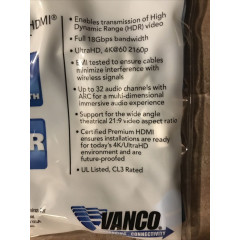 HDMI®
• Enables transmission of High
Dynamic Range (HDR) video
• Full 18Gbps bandwidth
• UltraHD, 4K@60 2160p
• EMI tested to ensure cables
minimize interference with
wireless signals
• Up to 32 audio channels with
ARC for a multi-dimensional
immersive audio experience
• Support for the wide angle
theatrical 21:9 video aspect ratio
• Certified Premium HDMI
ensures installations are ready
for today's 4K/UltraHD
environment and are
future-proofed
• UL Listed, CL3 Rated
TH
R
VANCO
CONNECTIVITY